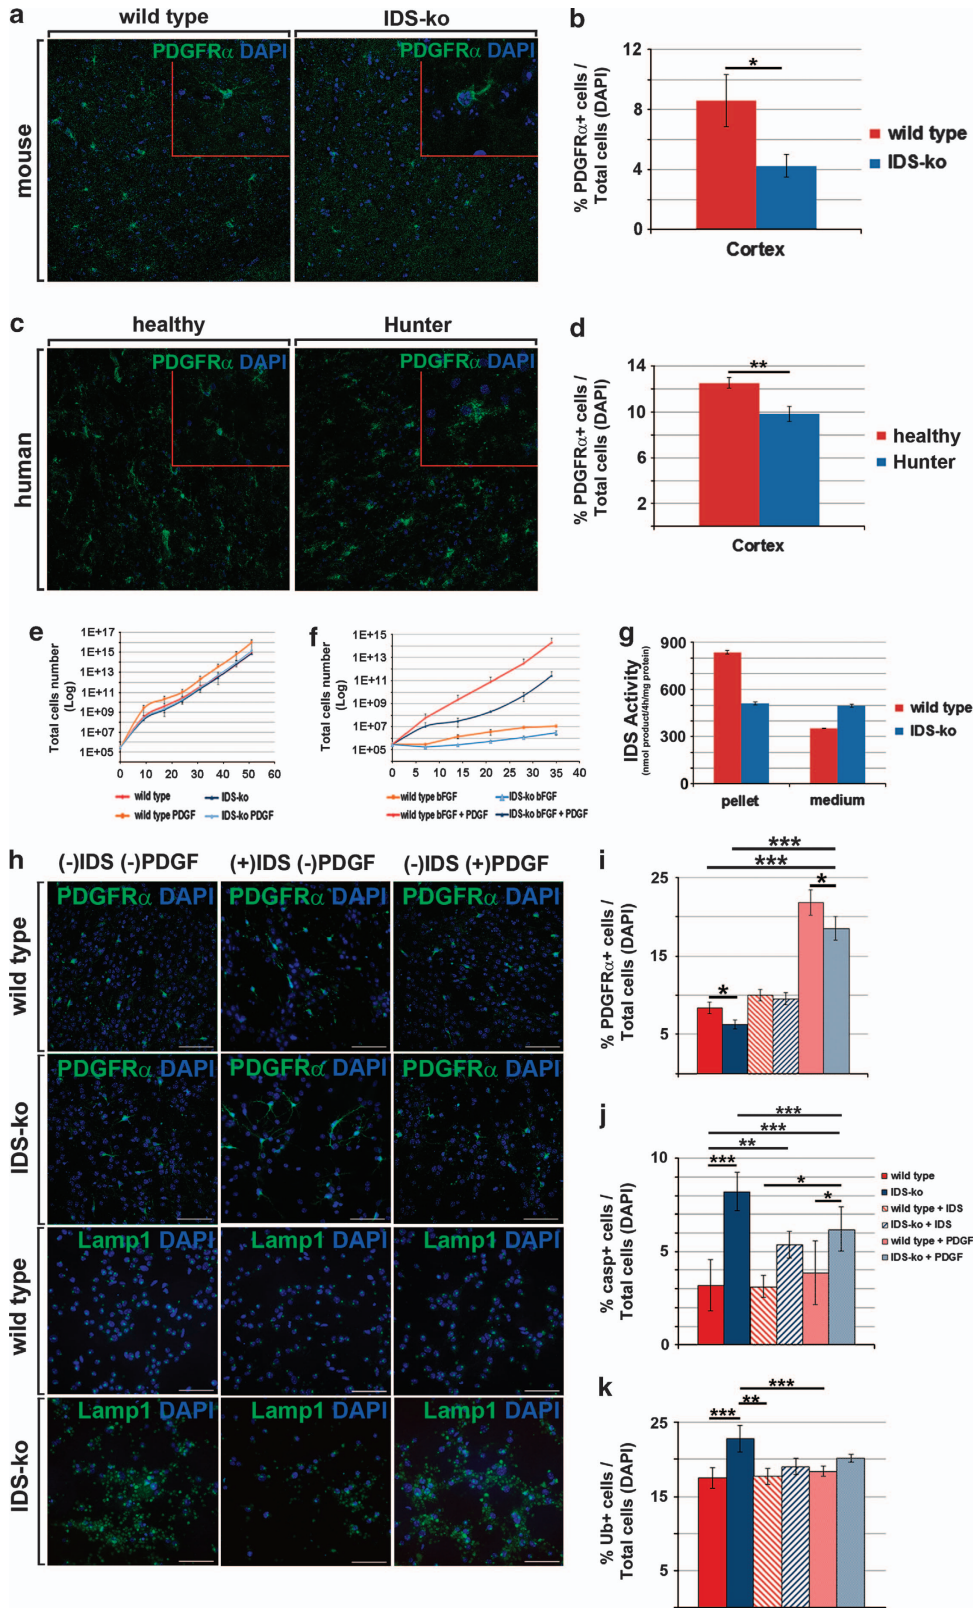 a
wild type
IDS-ko
mouse
PDGFRα DAPI
PDGFRα DAPI
b
% PDGFRα+ cells /
Total cells (DAPI)
12
8
4
0
*
Cortex
wild type
IDS-ko
c
healthy
Hunter
human
PDGFRα DAPI
PDGFRα DAPI
d
% PDGFRα+ cells /
Total cells (DAPI)
14
10
6
2
**
Cortex
healthy
Hunter
e
Total cells number
(Log)
1E+17
1E+15
1E+13
1E+11
1E+09
1E+07
1E+05
0 10 20 30 40 50 60
wild type
IDS-ko
wild type PDGF
IDS-ko PDGF
f
Total cells number
(Log)
1E+15
1E+13
1E+11
1E+09
1E+07
1E+05
0 10 20 30 40
wild type bFGF
IDS-ko bFGF
wild type bFGF + PDGF
IDS-ko bFGF + PDGF
g
IDS Activity
(nmol product/4h/mg protein)
900
600
300
0
pellet
medium
wild type
IDS-ko
h
(-)IDS (-)PDGF
(+)IDS (-)PDGF
(-)IDS (+)PDGF
wild type
PDGFRα DAPI
PDGFRα DAPI
PDGFRα DAPI
IDS-ko
PDGFRα DAPI
PDGFRα DAPI
PDGFRα DAPI
wild type
Lamp1 DAPI
Lamp1 DAPI
Lamp1 DAPI
IDS-ko
Lamp1 DAPI
Lamp1 DAPI
Lamp1 DAPI
i
% PDGFRα+ cells /
Total cells (DAPI)
25
15
5
***
***
*
*
j
% casp+ cells /
Total cells (DAPI)
10
5
0
***
***
**
***
*
*
wild type
IDS-ko
wild type + IDS
IDS-ko + IDS
wild type + PDGF
IDS-ko + PDGF
k
% Ub+ cells /
Total cells (DAPI)
25
15
5
***
**
***